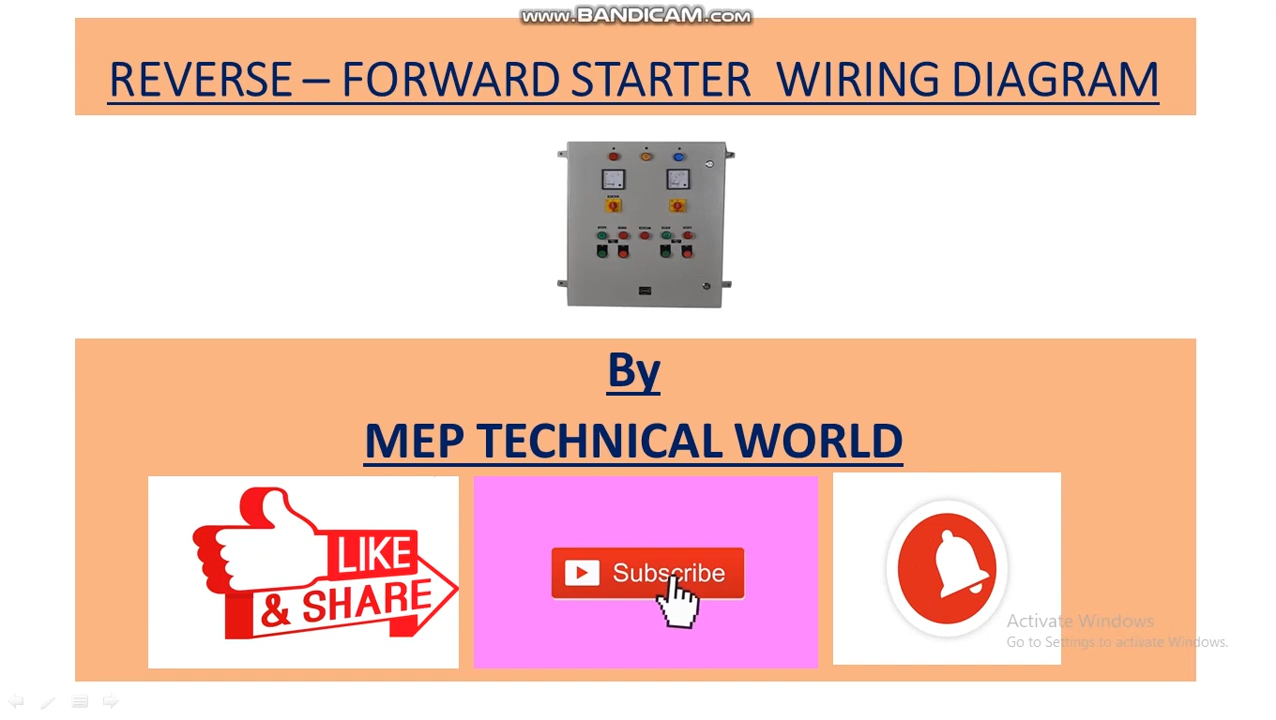 www.BANDICAM.com
REVERSE – FORWARD STARTER WIRING DIAGRAM
By
MEP TECHNICAL WORLD
LIKE
& SHARE
Subscribe
Activate Windows
Go to Settings to activate Windows.